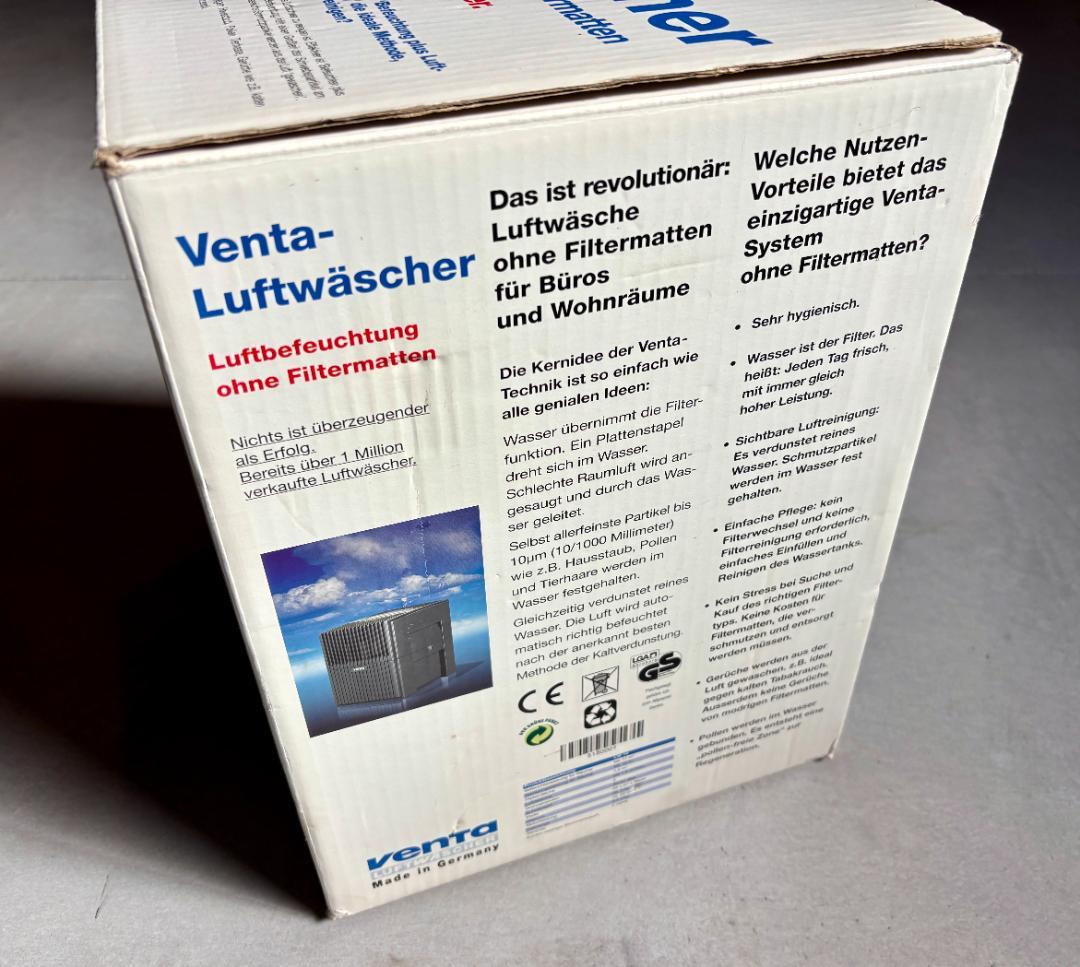 ner
matten
Befeuchtung plus Luft-
die ideale Methode,
Venta-
Luftwäscher
Luftbefeuchtung
ohne Filtermatten
Nichts ist überzeugender
als Erfolg.
Bereits über 1 Million
verkaufte Luftwäscher.
venta
LUFTWÄSCHER
Made in Germany
Das ist revolutionär:
Luftwäsche
ohne Filtermatten
für Büros
und Wohnräume
Die Kernidee der Venta-
Technik ist so einfach wie
alle genialen Ideen:
Wasser übernimmt die Filter-
funktion. Ein Plattenstapel
dreht sich im Wasser.
Schlechte Raumluft wird an-
gesaugt und durch das Was-
ser geleitet.
Selbst allerfeinste Partikel bis
10µm (10/1000 Millimeter)
wie z.B. Hausstaub, Pollen
und Tierhaare werden im
Wasser festgehalten.
Gleichzeitig verdunstet reines
Wasser. Die Luft wird auto-
matisch richtig befeuchtet
nach der anerkannt besten
Methode der Kaltverdunstung.
CE
LGA
GS
Welche Nutzen-
Vorteile bietet das
einzigartige Venta-
System
ohne Filtermatten?
• Sehr hygienisch.
• Wasser ist der Filter. Das
heißt: Jeden Tag frisch,
mit immer gleich
hoher Leistung.
• Sichtbare Luftreinigung:
Es verdunstet reines
Wasser. Schmutzpartikel
werden im Wasser fest
gehalten.
• Einfache Pflege: kein
Filterwechsel und keine
Filterreinigung erforderlich,
einfaches Einfüllen und
Reinigen des Wassertanks.
• Kein Stress bei Suche und
Kauf des richtigen Filter-
typs. Keine Kosten für
Filtermatten, die ver-
schmutzen und entsorgt
werden müssen.
• Gerüche werden aus der
Luft gewaschen, z.B. ideal
gegen kalten Tabakrauch.
Ausserdem keine Gerüche
von modrigen Filtermatten.
• Pollen werden im Wasser
gebunden. Es entsteht eine
„pollen-freie Zone" zur
Regeneration.